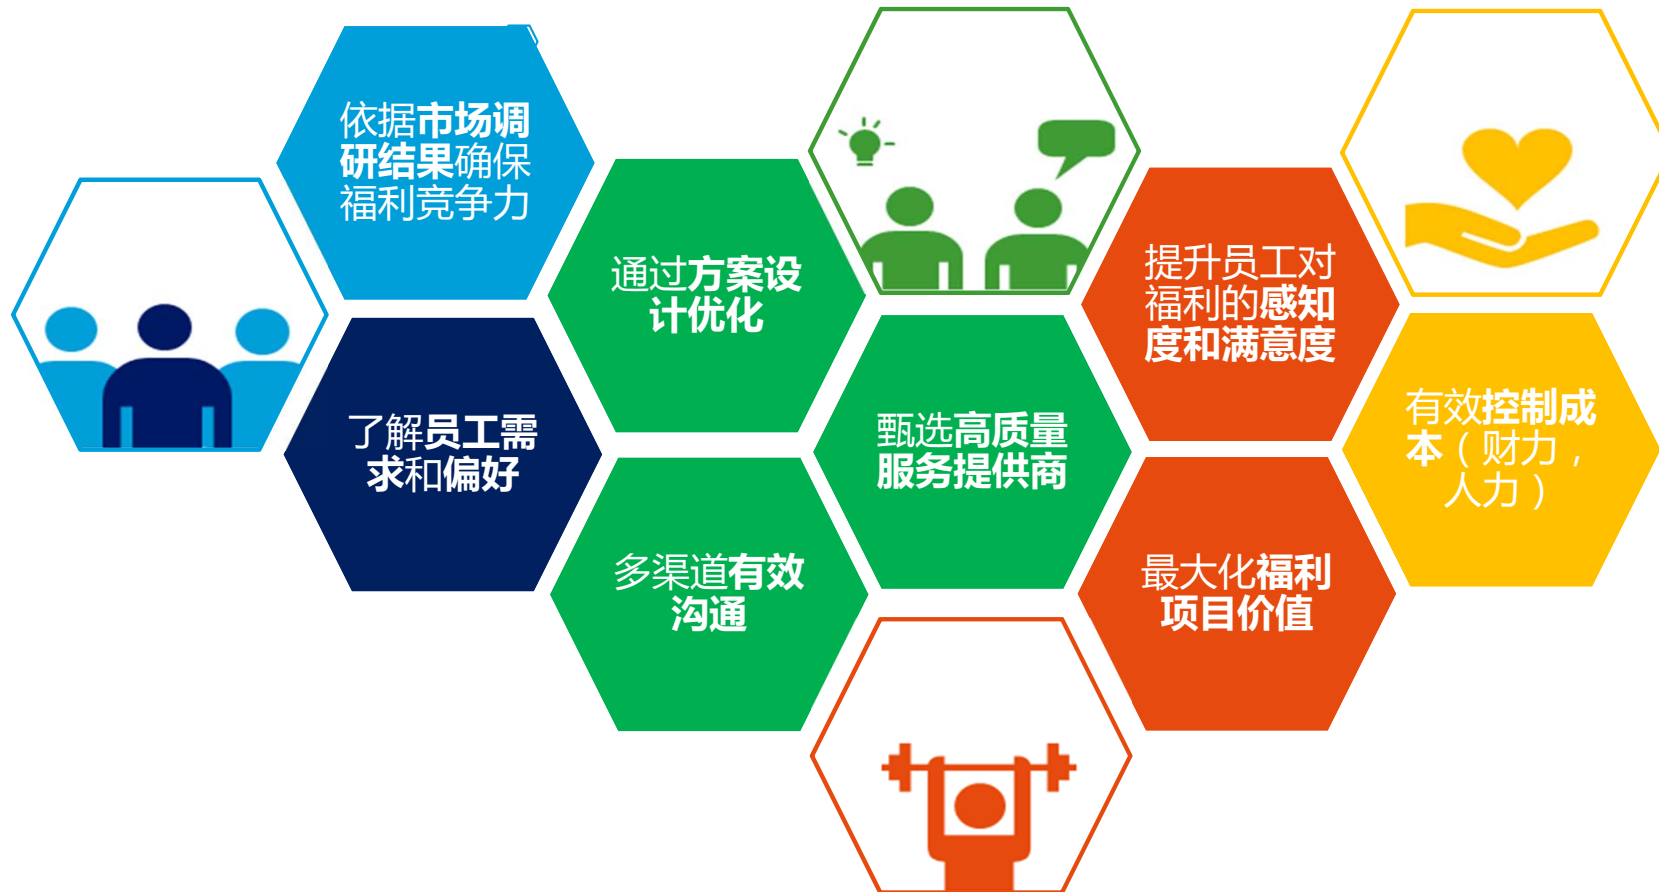 依据市场调
研结果确保
福利竞争力
了解员工需
求和偏好
通过方案设
计优化
多渠道有效
沟通
甄选高质量
服务提供商
提升员工对
福利的感知
度和满意度
最大化福利
项目价值
有效控制成
本（财力，
人力）